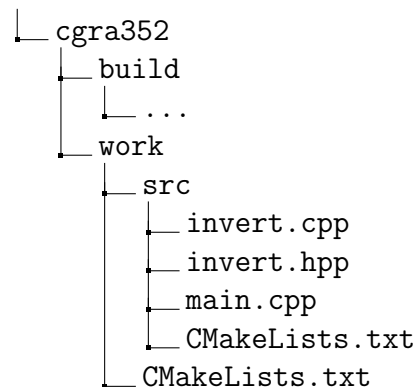 cgra352
build
...
work
src
invert.cpp
invert.hpp
main.cpp
CMakeLists.txt
CMakeLists.txt